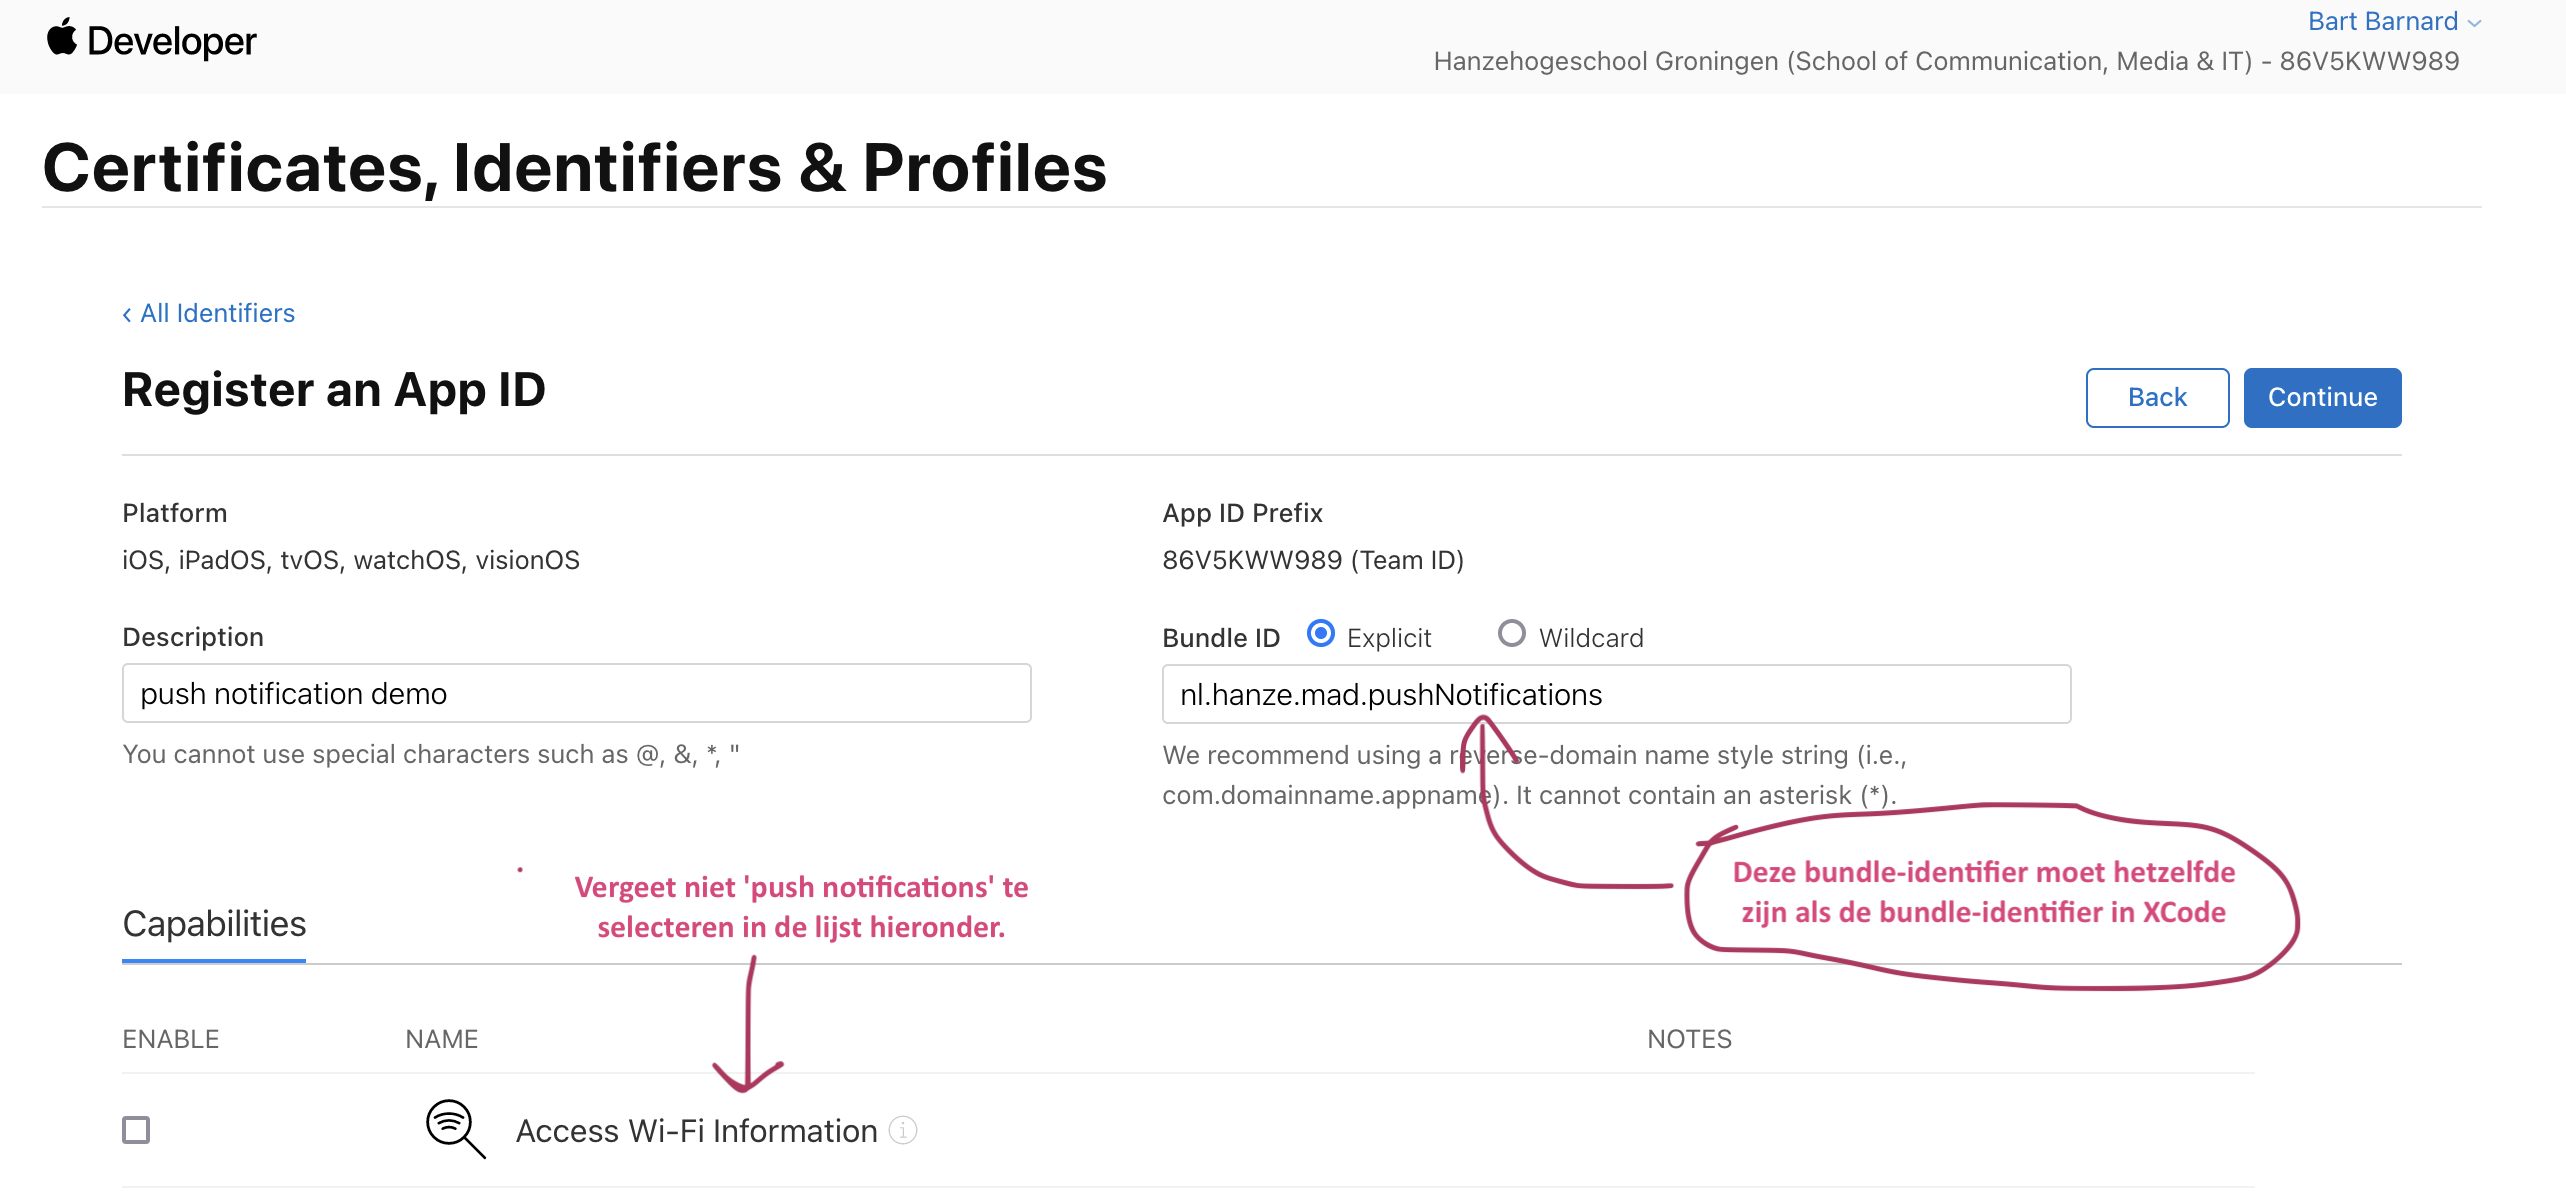 Developer
Bart Barnard
Hanzehogeschool Groningen (School of Communication, Media & IT) - 86V5KWW989
Certificates, Identifiers & Profiles
‹ All Identifiers
Register an App ID
Back
Continue
Platform
iOS, iPadOS, tvOS, watchOS, visionOS
App ID Prefix
86V5KWW989 (Team ID)
Description
push notification demo
You cannot use special characters such as @, &, *, "
Bundle ID Explicit Wildcard
nl.hanze.mad.pushNotifications
We recommend using a reverse-domain name style string (i.e.,
com.domainname.appname). It cannot contain an asterisk (*).
Deze bundle-identifier moet hetzelfde
zijn als de bundle-identifier in XCode
Vergeet niet 'push notifications' te
selecteren in de lijst hieronder.
Capabilities
ENABLE NAME NOTES
Access Wi-Fi Information